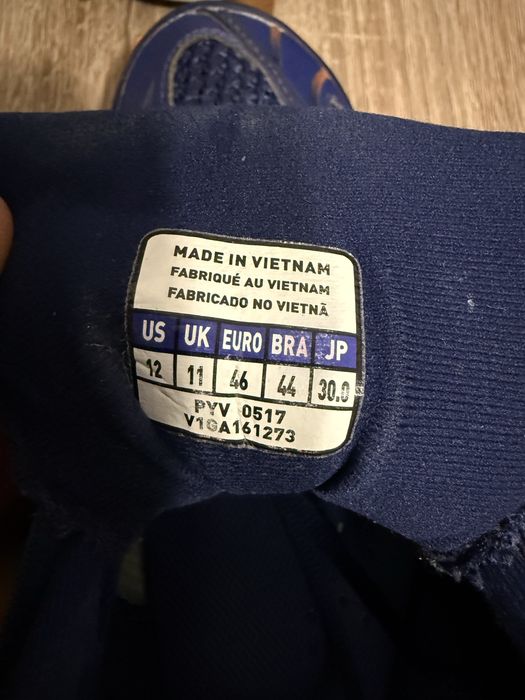 MADE IN VIETNAM
FABRIQUÉ AU VIETNAM
FABRICADO NO VIETNÃ
US UK EURO BRA JP
12 11 46 44 30.0
PYV 0517
V1GA161273